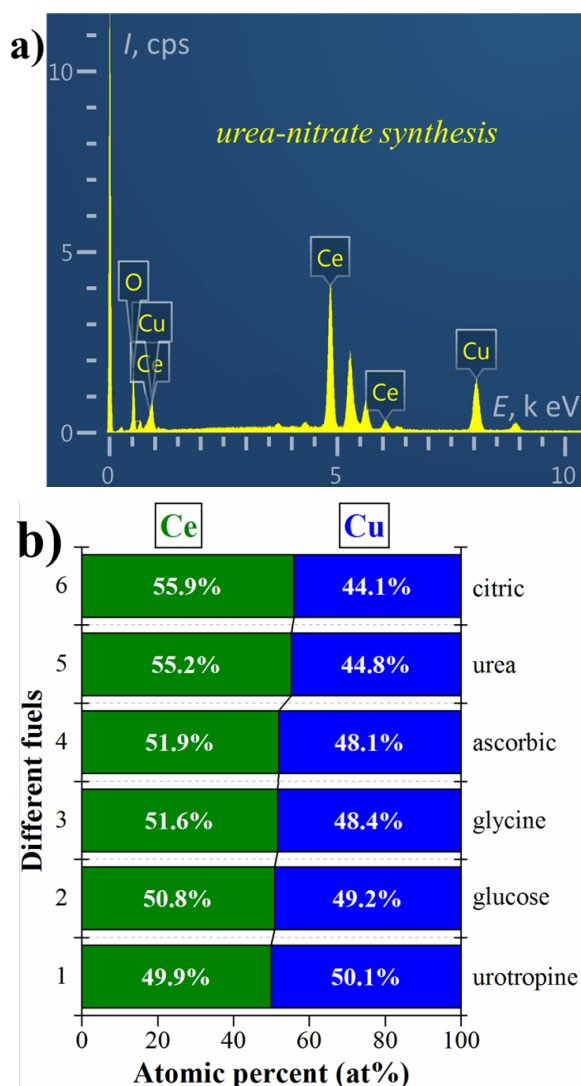 a)
I, cps
10
urea-nitrate synthesis
5
Ce
O
Cu
Cu
Ce
Ce
E, k eV
0
0 5 10
b)
Ce Cu
6 55.9% 44.1% citric
5 55.2% 44.8% urea
4 51.9% 48.1% ascorbic
3 51.6% 48.4% glycine
2 50.8% 49.2% glucose
1 49.9% 50.1% urotropine
Different fuels
0 20 40 60 80 100
Atomic percent (at%)